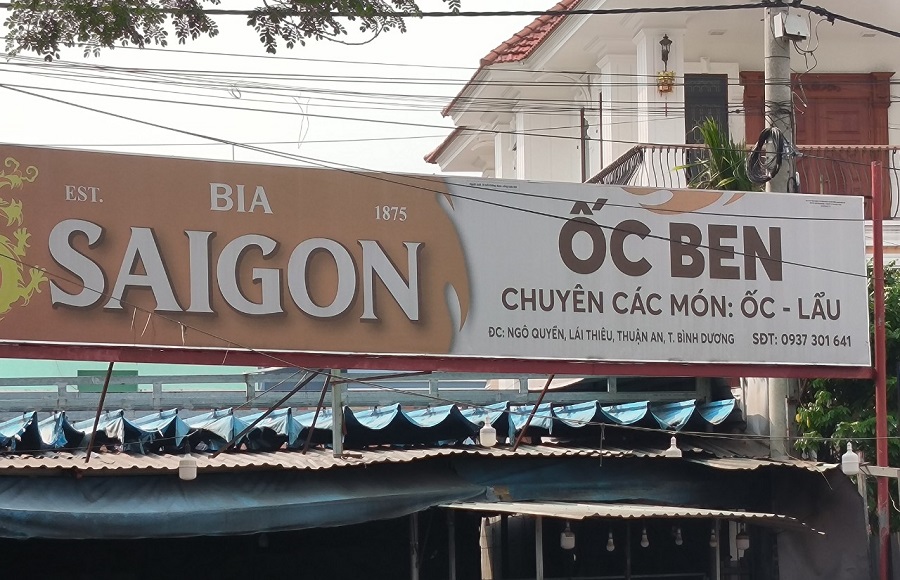 EST.
BIA
1875
SAIGON
ỐC BEN
CHUYÊN CÁC MÓN: ỐC - LẨU
ĐC: NGÔ QUYỀN, LÁI THIÊU, THUẬN AN, T. BÌNH DƯƠNG SĐT: 0937 301 641